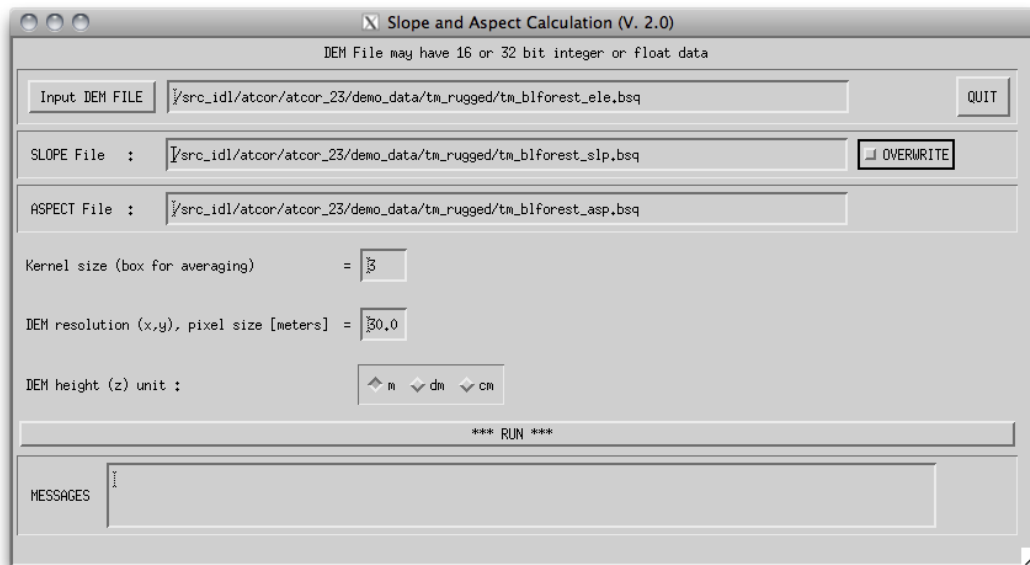 X Slope and Aspect Calculation (V. 2.0)
DEM File may have 16 or 32 bit integer or float data
Input DEM FILE /src_idl/atcor/atcor_23/demo_data/tm_rugged/tm_blforest_ele.bsq QUIT
SLOPE File : /src_idl/atcor/atcor_23/demo_data/tm_rugged/tm_blforest_slp.bsq OVERWRITE
ASPECT File : /src_idl/atcor/atcor_23/demo_data/tm_rugged/tm_blforest_asp.bsq
Kernel size (box for averaging) = 3
DEM resolution (x,y), pixel size [meters] = 30.0
DEM height (z) unit : m dm cm
*** RUN ***
MESSAGES